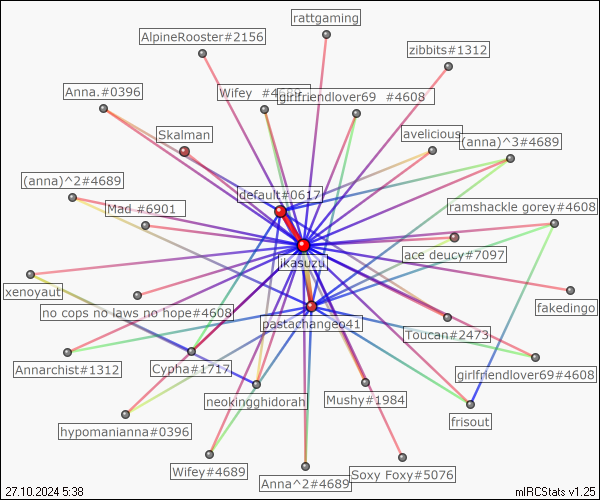 rattgaming
AlpineRooster#2156
zibbits#1312
Anna.#0396
Wifey #4689
girlfriendlover69 #4608
Skalman
avelicious
(anna)^3#4689
(anna)^2#4689
default#0617
Mad #6901
ramshackle gorey#4608
ikasuzu
ace deucy#7097
xenoyaut
no cops no laws no hope#4608
fakedingo
pastachangeo41
Toucan#2473
Annarchist#1312
Cypha#1717
girlfriendlover69#4608
neokingghidorah
Mushy#1984
frisout
hypomanianna#0396
Wifey#4689
Anna^2#4689
Soxy Foxy#5076
27.10.2024 5:38
mIRCStats v1.25